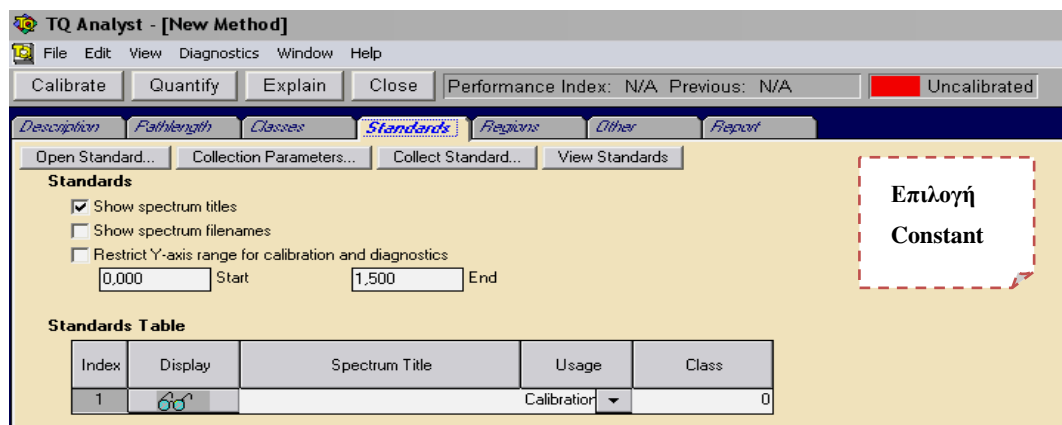 TQ Analyst - [New Method]
File Edit View Diagnostics Window Help
Calibrate Quantify Explain Close Performance Index: N/A Previous: N/A Uncalibrated
Description Pathlength Classes Standards Regions Other Report
Open Standard... Collection Parameters... Collect Standard... View Standards
Standards
Show spectrum titles
Show spectrum filenames
Restrict Y-axis range for calibration and diagnostics
0,000 Start 1,500 End
Επιλογή
Constant
Standards Table
Index Display Spectrum Title Usage Class
1 Calibration 0